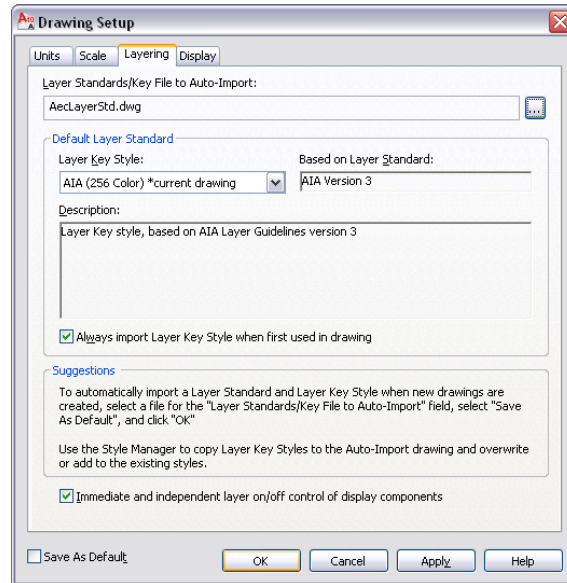 Drawing Setup
Units Scale Layering Display
Layer Standards/Key File to Auto-Import:
AecLayerStd.dwg
...
Default Layer Standard
Layer Key Style: Based on Layer Standard:
AIA (256 Color) *current drawing AIA Version 3
Description:
Layer Key style, based on AIA Layer Guidelines version 3
Always import Layer Key Style when first used in drawing
Suggestions
To automatically import a Layer Standard and Layer Key Style when new drawings are
created, select a file for the "Layer Standards/Key File to Auto-Import" field, select "Save
As Default", and click "OK"
Use the Style Manager to copy Layer Key Styles to the Auto-Import drawing and overwrite
or add to the existing styles.
Immediate and independent layer on/off control of display components
Save As Default OK Cancel Apply Help